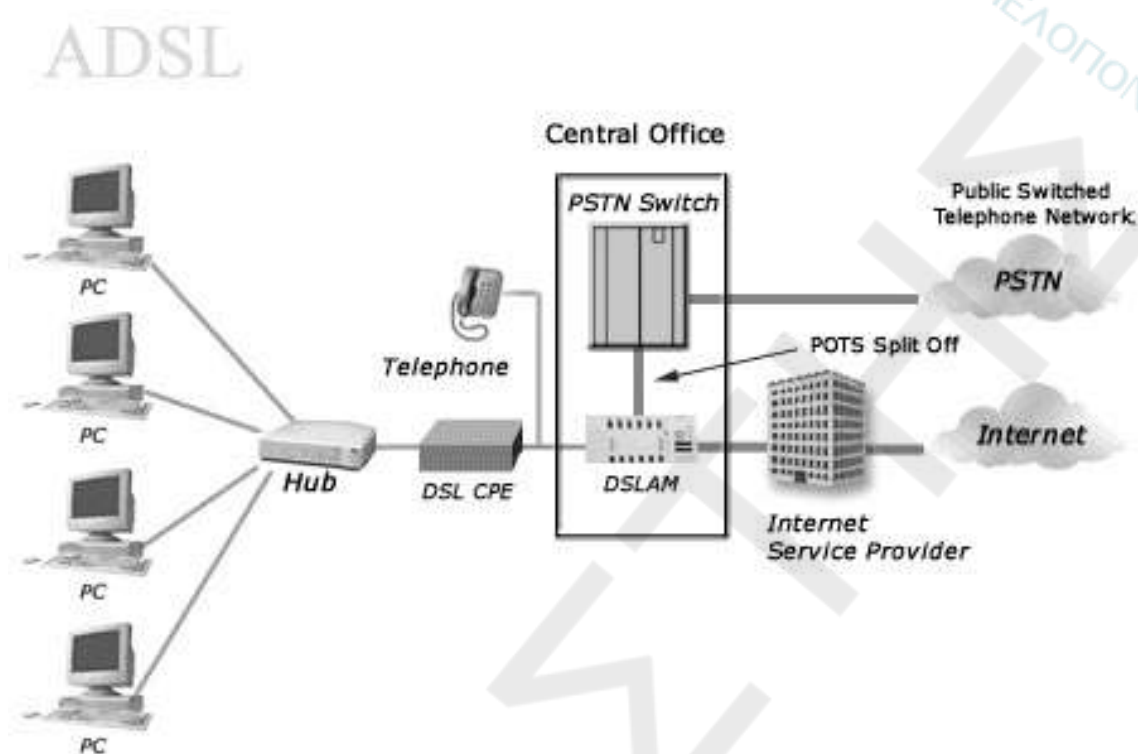 ADSL
Central Office
PSTN Switch
Public Switched
Telephone Network
PSTN
PC
Telephone
POTS Split Off
PC
Hub
DSL CPE
DSLAM
Internet
Internet
Service Provider
PC
PC